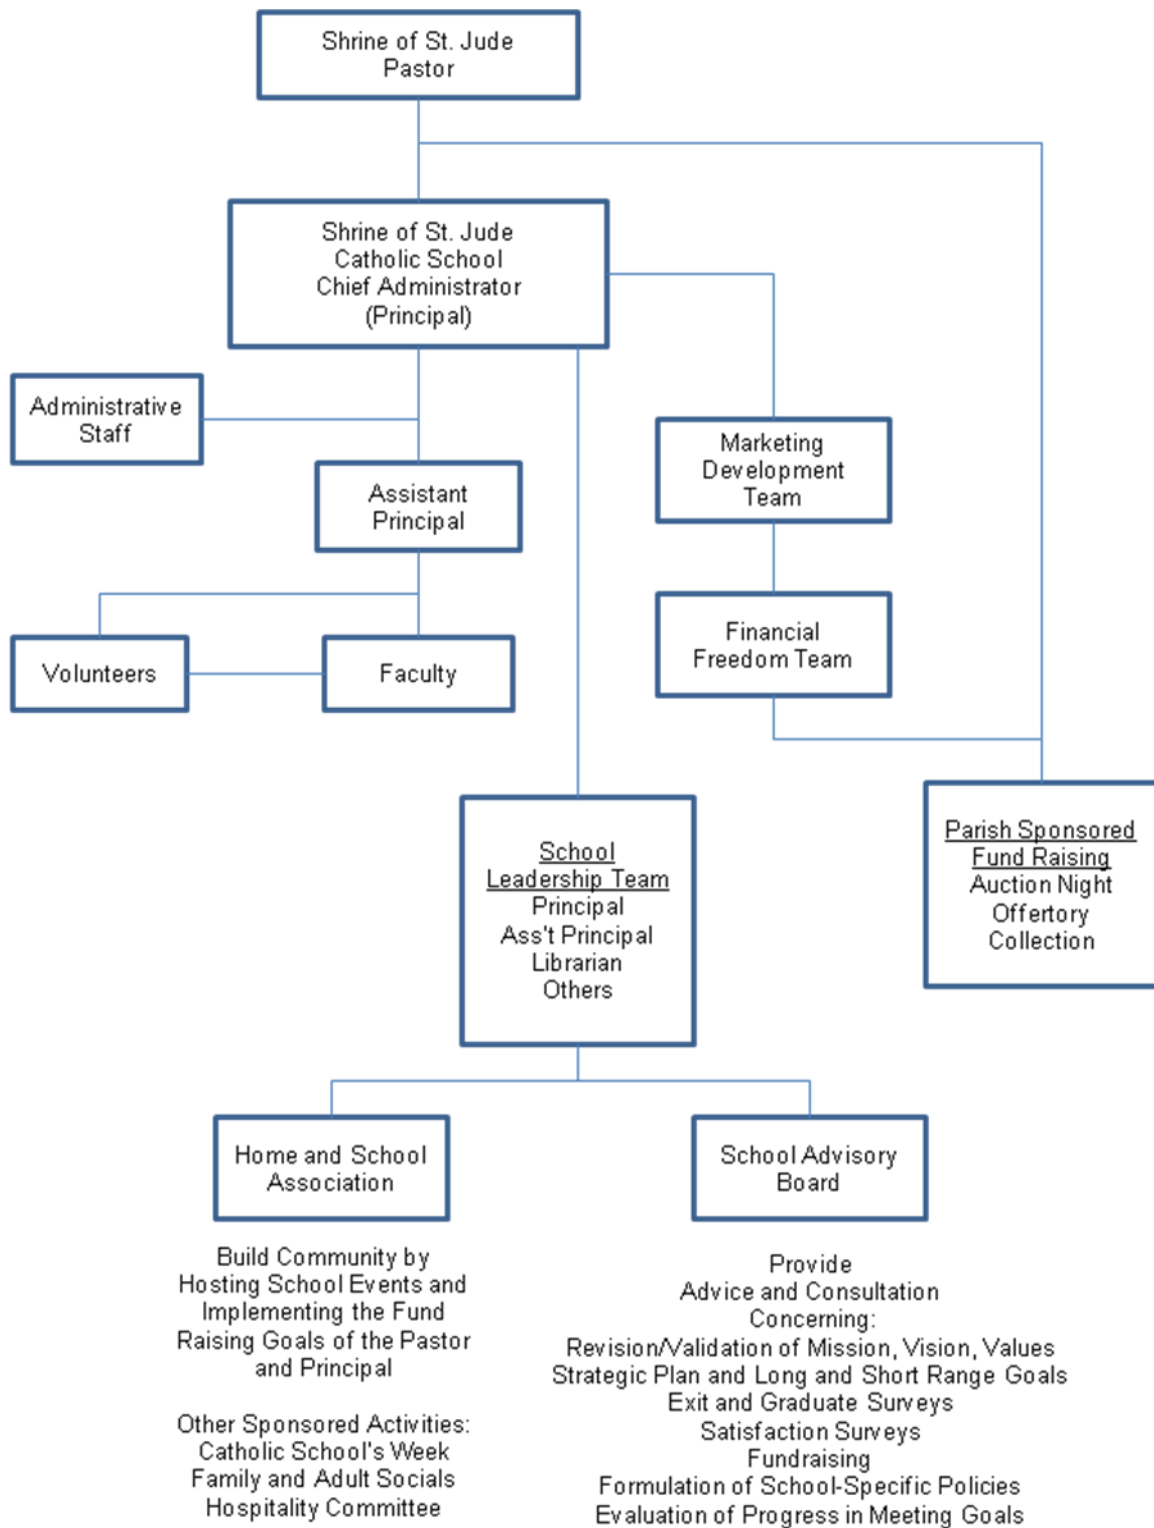 Shrine of St. Jude
Pastor
Shrine of St. Jude
Catholic School
Chief Administrator
(Principal)
Administrative
Staff
Assistant
Principal
Marketing
Development
Team
Volunteers
Faculty
Financial
Freedom Team
School
Leadership Team
Principal
Ass't Principal
Librarian
Others
Parish Sponsored
Fund Raising
Auction Night
Offertory
Collection
Home and School
Association
School Advisory
Board
Build Community by
Hosting School Events and
Implementing the Fund
Raising Goals of the Pastor
and Principal
Other Sponsored Activities:
Catholic School's Week
Family and Adult Socials
Hospitality Committee
Provide
Advice and Consultation
Concerning:
Revision/Validation of Mission, Vision, Values
Strategic Plan and Long and Short Range Goals
Exit and Graduate Surveys
Satisfaction Surveys
Fundraising
Formulation of School-Specific Policies
Evaluation of Progress in Meeting Goals